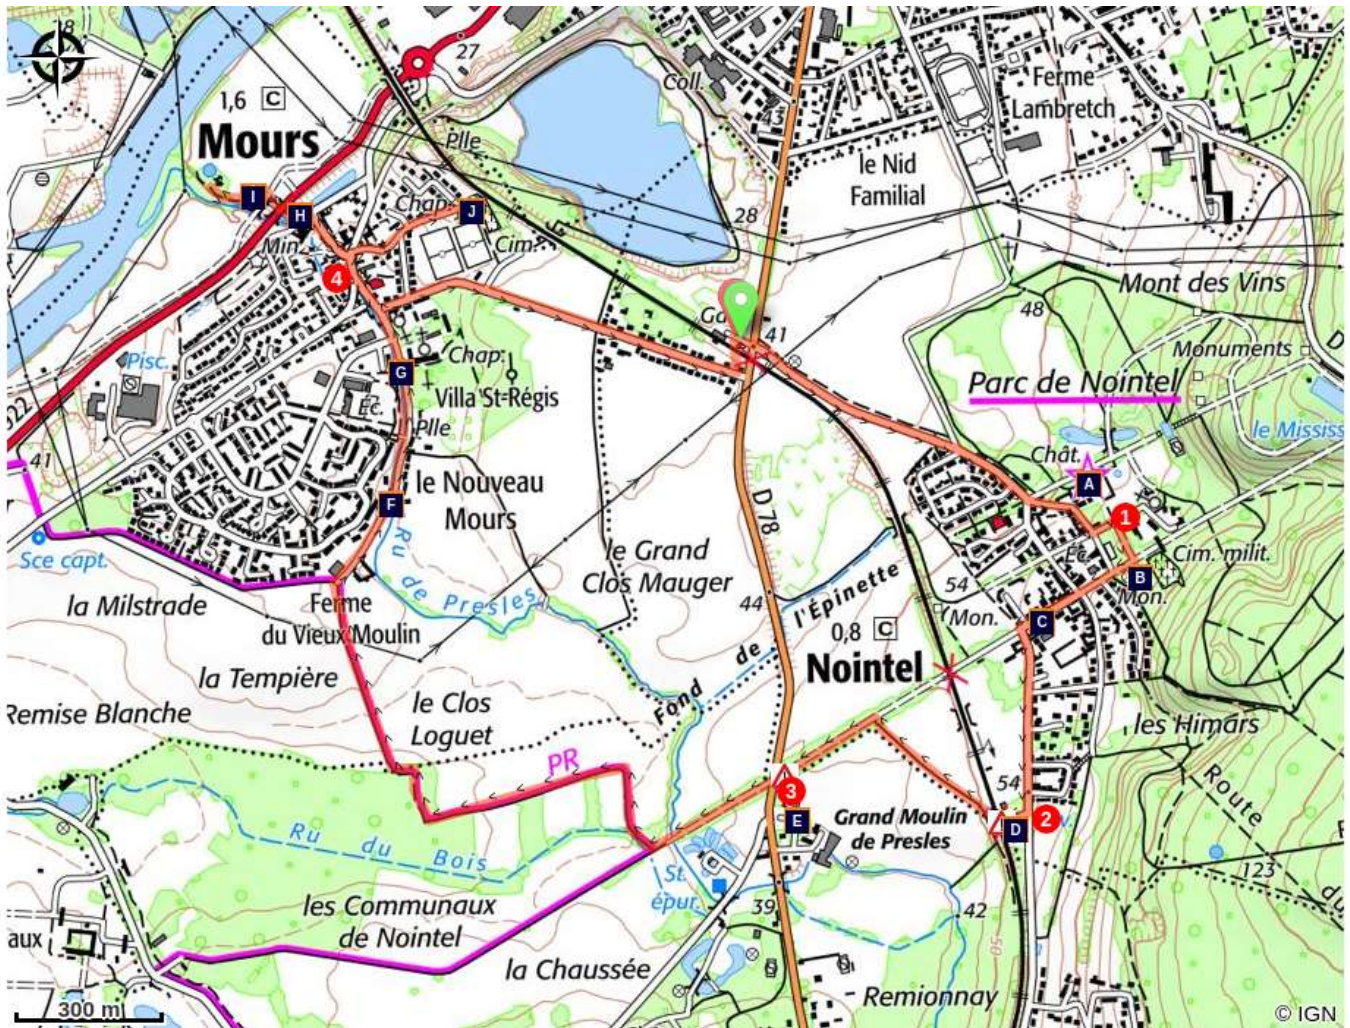 27
1,6 C
Mours
Coll.
43
Ferme
Lambretch
Plle
le Nid
Familial
50
I
H
Chap.
J
28
Min.
Cim.
4
Mont des Vins
48
41
Monuments
Pisc.
G
Chap.
Villa St-Régis
Parc de Nointel
Éc.
Plle
le Mississ
Chât.
A
41
le Nouveau
Mours
D 78
F
1
Sce capt.
Ru de Presles
le Grand
Clos Mauger
Éc.
Cim. milit.
B
Mon.
54
la Milstrade
Ferme
du Vieux Moulin
44
Fond de l'Épinette
Mon.
C
0,8 C
Nointel
la Tempière
Remise Blanche
le Clos
Loguet
les Himars
PR
3
54
Route
E
Grand Moulin
de Presles
D
2
Ru du Bois
123
du
St.
épur.
les Communaux
de Nointel
39
42
aux
50
la Chaussée
Remionnay
300 m
© IGN